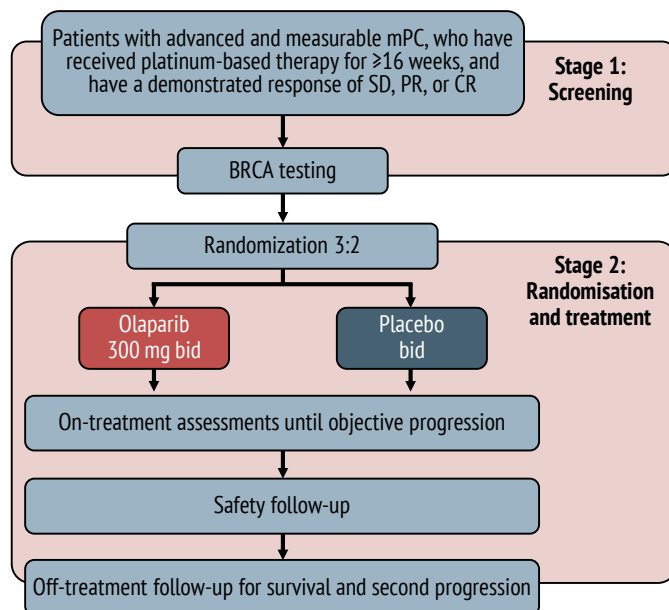 Patients with advanced and measurable mPC, who have
received platinum-based therapy for ≥16 weeks, and
have a demonstrated response of SD, PR, or CR
Stage 1:
Screening
BRCA testing
Randomization 3:2
Stage 2:
Randomisation
and treatment
Olaparib
300 mg bid
Placebo
bid
On-treatment assessments until objective progression
Safety follow-up
Off-treatment follow-up for survival and second progression